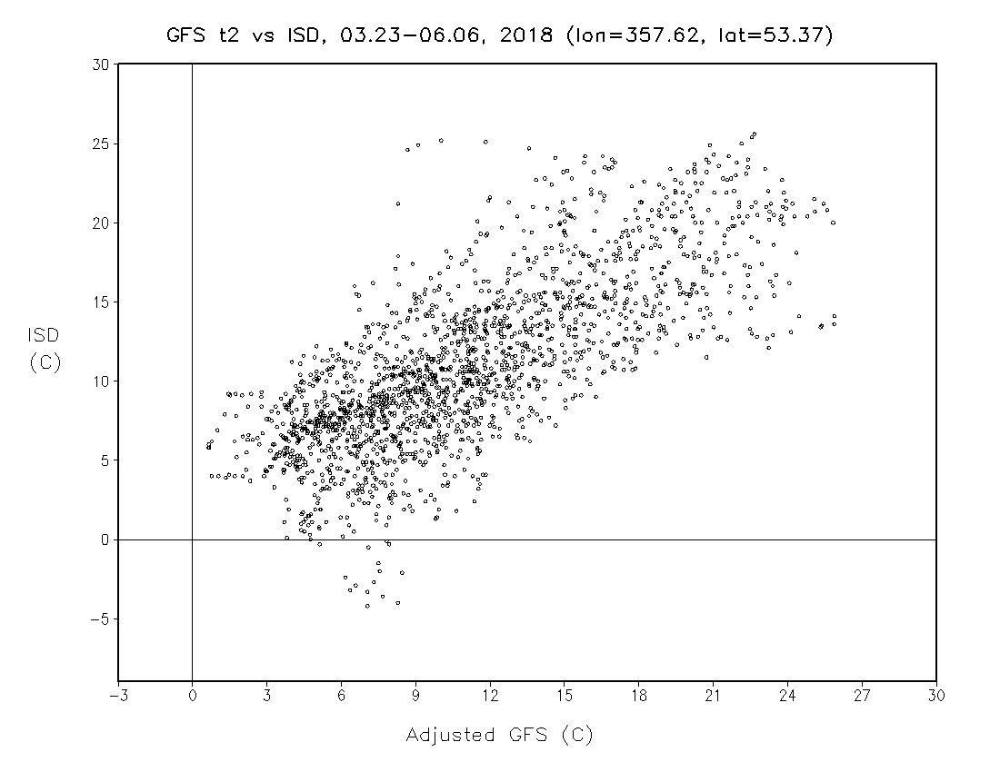 GFS t2 vs ISD, 03.23−06.06, 2018 (lon=357.62, lat=53.37)
30
25
20
15
10
5
0
−5
ISD
(C)
−3 0 3 6 9 12 15 18 21 24 27 30
Adjusted GFS (C)